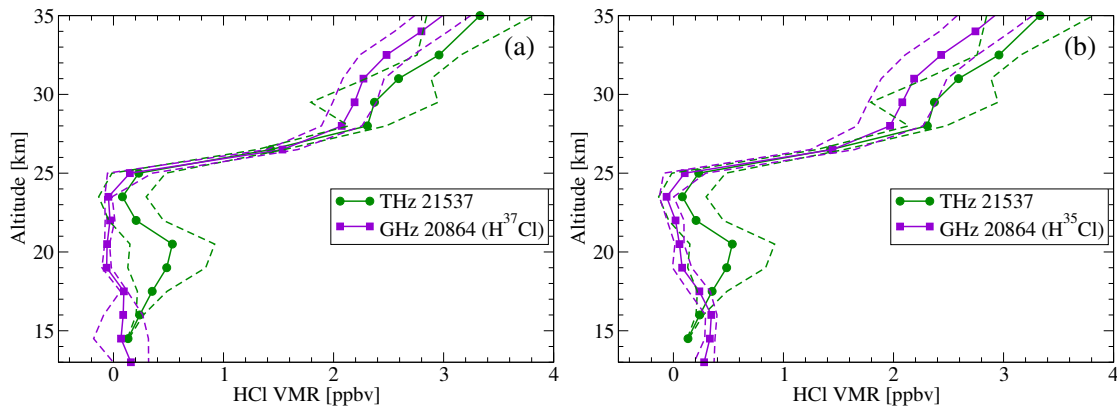 35
30
25
20
15
Altitude [km]
(a)
THz 21537
GHz 20864 (H³⁷Cl)
0
1
2
3
4
HCl VMR [ppbv]
35
30
25
20
15
Altitude [km]
(b)
THz 21537
GHz 20864 (H³⁵Cl)
0
1
2
3
4
HCl VMR [ppbv]